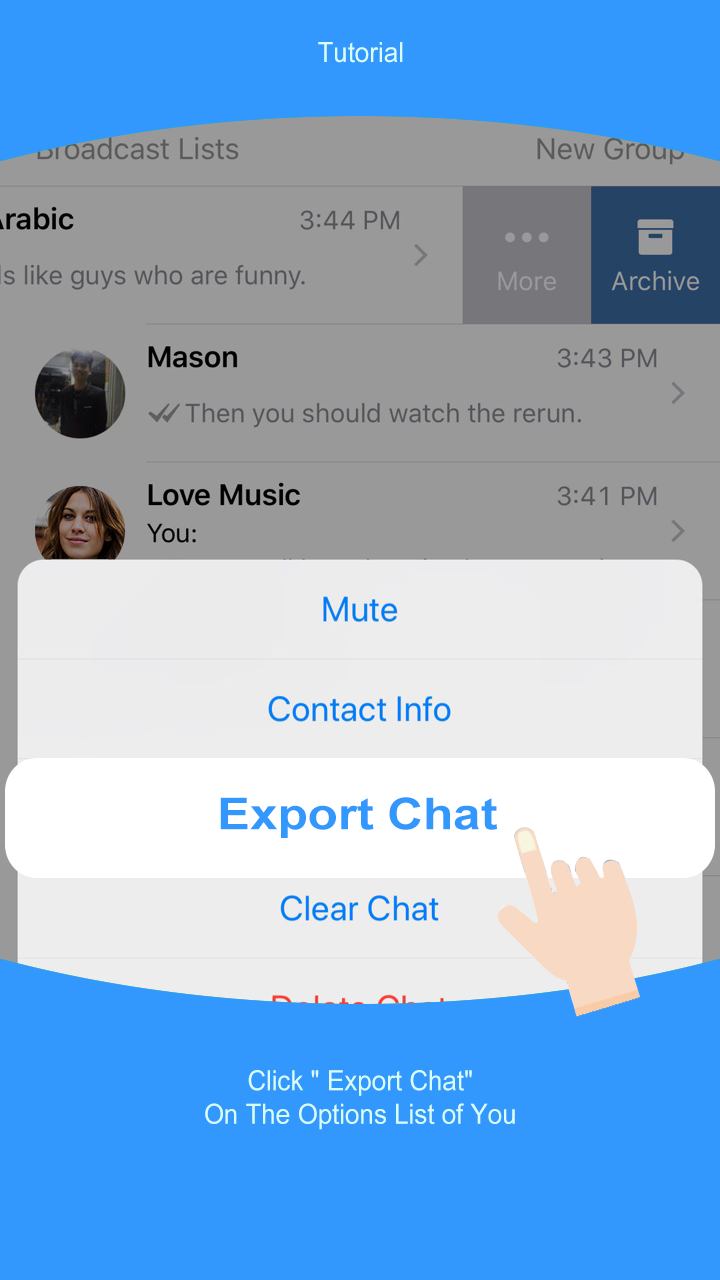 Tutorial
Broadcast Lists New Group
Arabic 3:44 PM
ls like guys who are funny.
More Archive
Mason 3:43 PM
Then you should watch the rerun.
Love Music 3:41 PM
You:
Mute
Contact Info
Export Chat
Clear Chat
Delete Chat
Click " Export Chat"
On The Options List of You